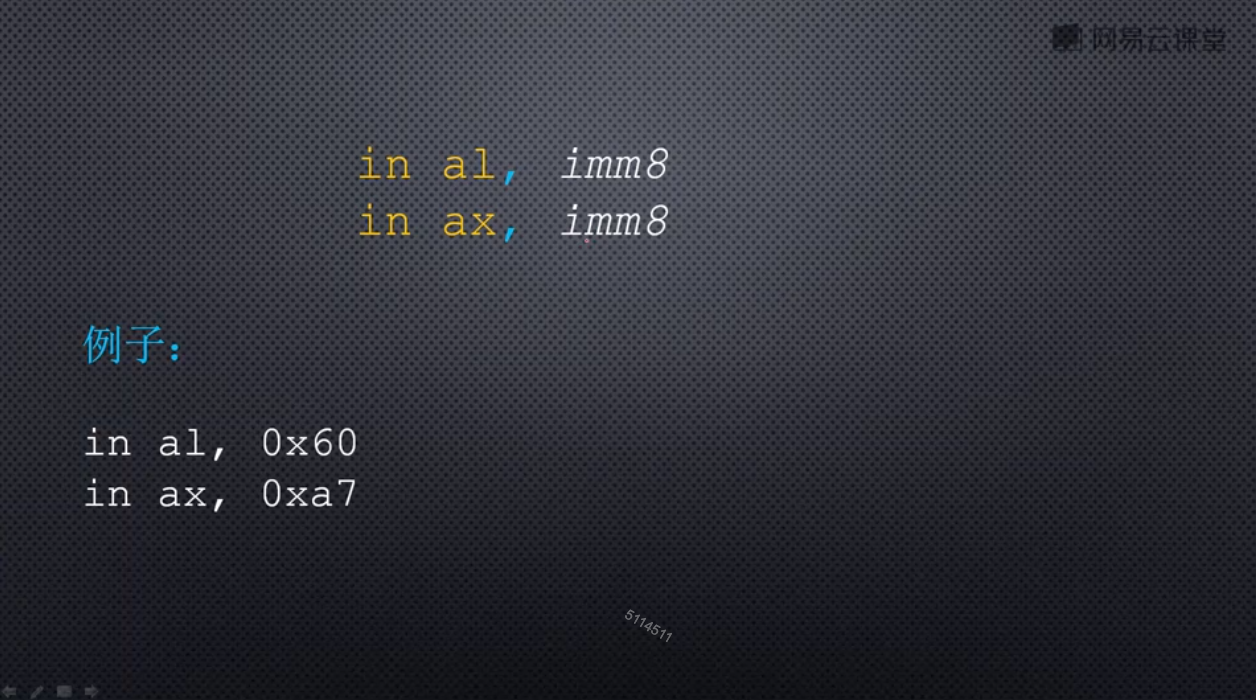 网易云课堂
in al, imm8
in ax, imm8
例子：
in al, 0x60
in ax, 0xa7
5114511